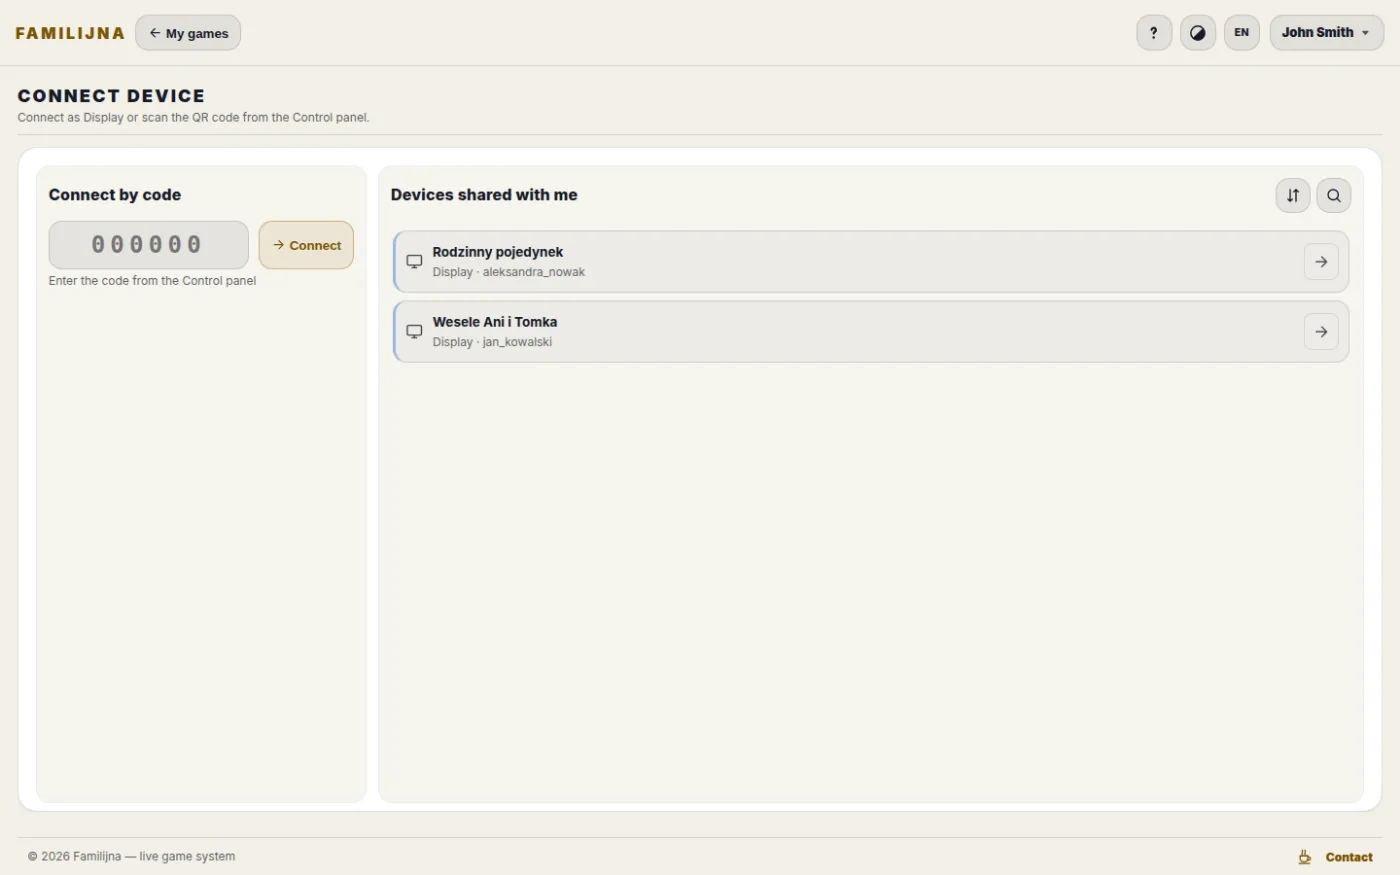 FAMILIJNA
← My games
?
EN
John Smith
CONNECT DEVICE
Connect as Display or scan the QR code from the Control panel.
Connect by code
000000
→ Connect
Enter the code from the Control panel
Devices shared with me
Rodzinny pojedynek
Display · aleksandra_nowak
Wesele Ani i Tomka
Display · jan_kowalski
© 2026 Familijna — live game system
Contact